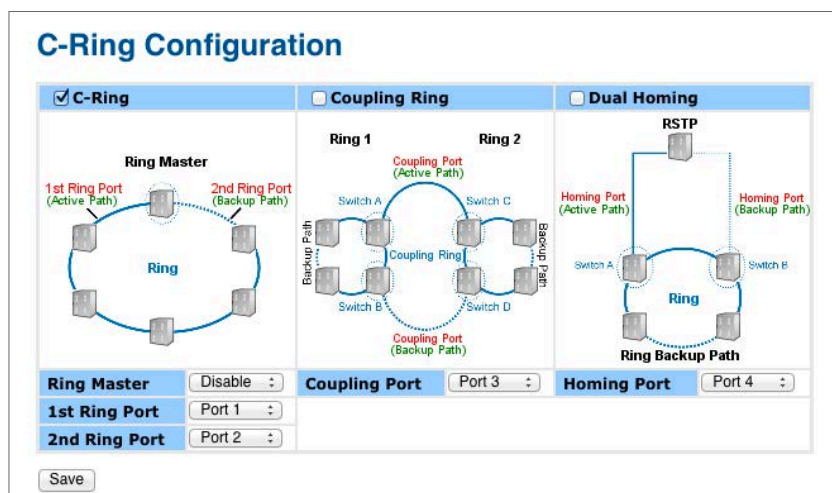 C-Ring Configuration
C-Ring
Coupling Ring
Dual Homing
Ring Master
1st Ring Port
(Active Path)
2nd Ring Port
(Backup Path)
Ring
Ring 1
Ring 2
Coupling Port
(Active Path)
Switch A
Switch C
Backup Path
Coupling Ring
Backup Path
Switch B
Switch D
Coupling Port
(Backup Path)
RSTP
Homing Port
(Active Path)
Homing Port
(Backup Path)
Switch A
Switch B
Ring
Ring Backup Path
Ring Master Disable
Coupling Port Port 3
Homing Port Port 4
1st Ring Port Port 1
2nd Ring Port Port 2
Save